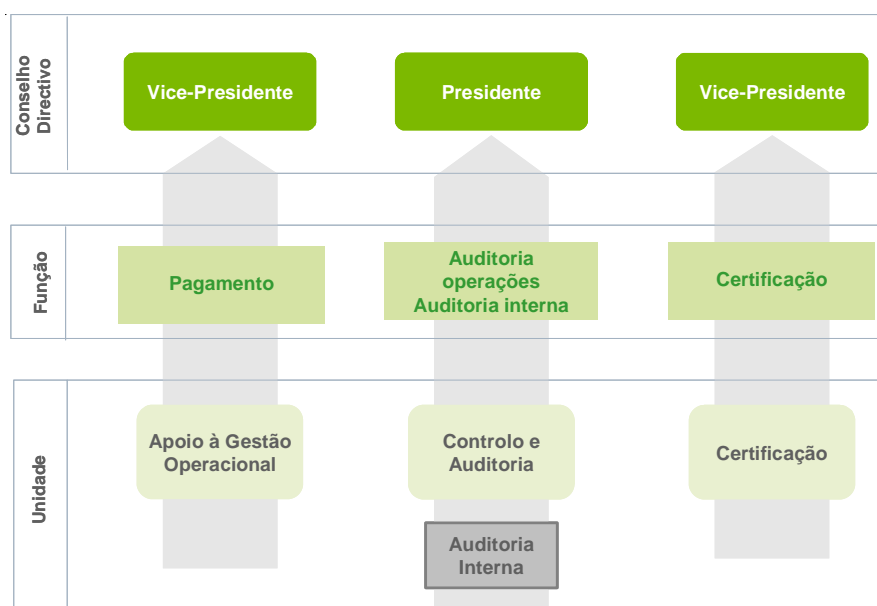 Conselho
Directivo
Vice-Presidente
Presidente
Vice-Presidente
Função
Pagamento
Auditoria
operações
Auditoria interna
Certificação
Unidade
Apoio à Gestão
Operacional
Controlo e
Auditoria
Certificação
Auditoria
Interna